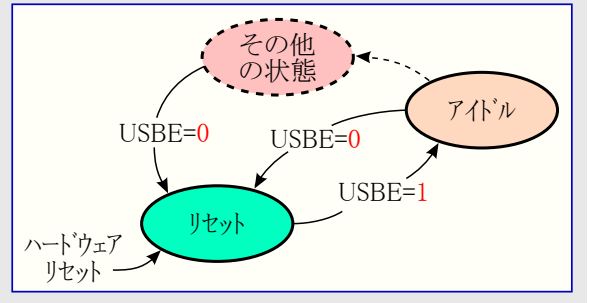 その他
の状態
アイドル
USBE=0
USBE=0
USBE=1
リセット
ハードウェア
リセット